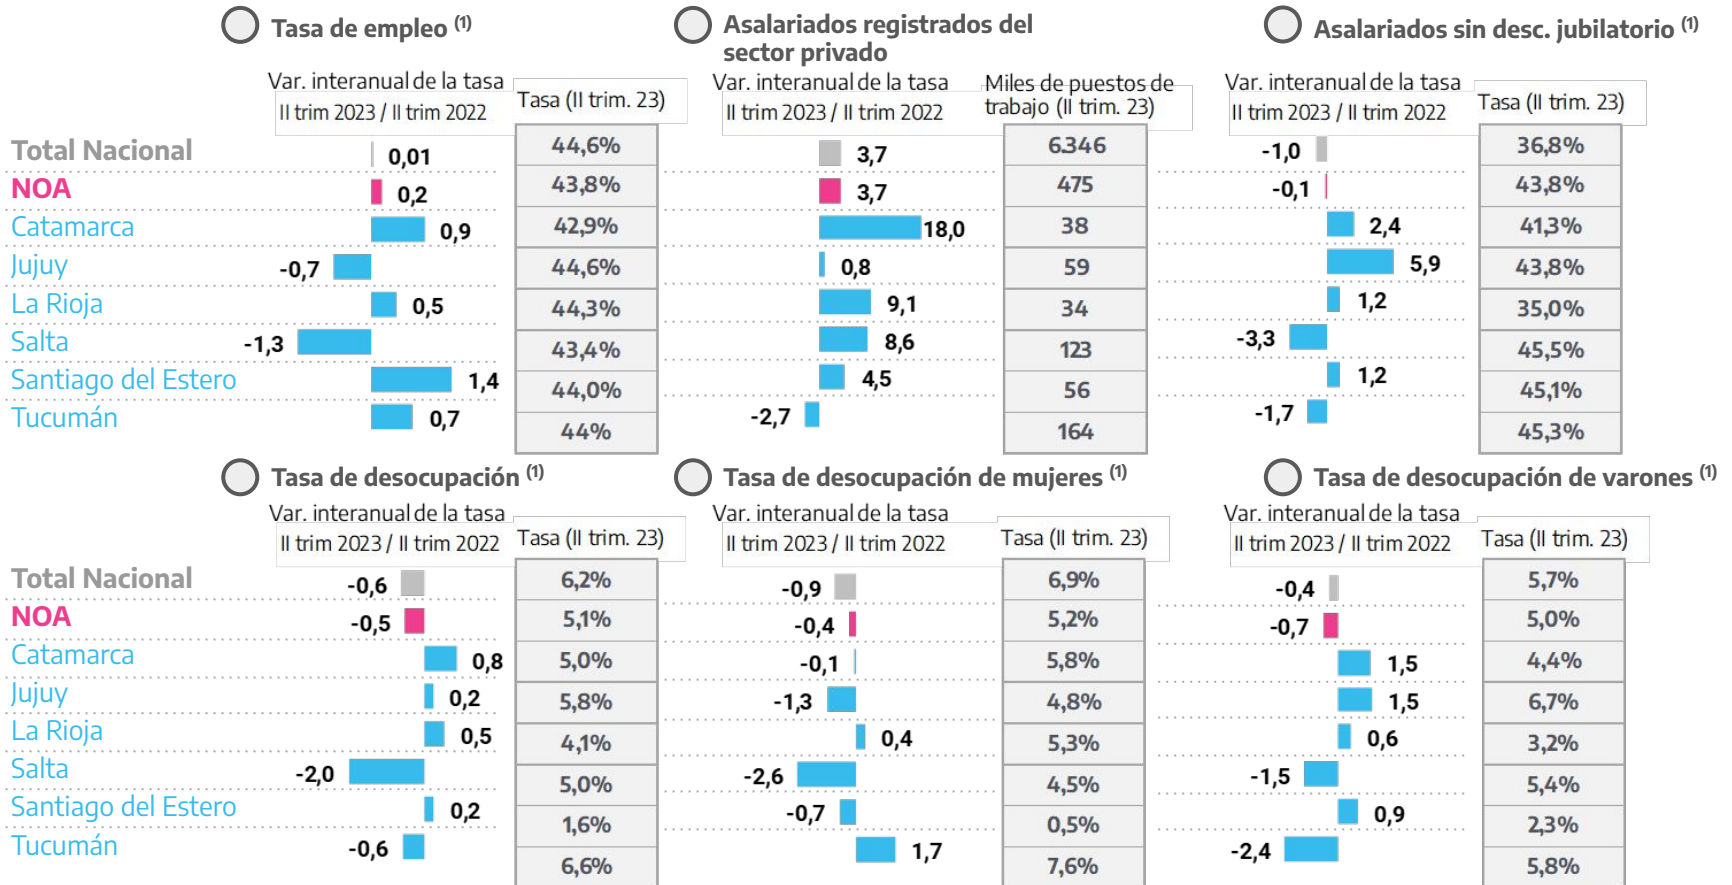 Tasa de empleo (1)
Var. interanual de la tasa
II trim 2023 / II trim 2022
Tasa (II trim. 23)
Asalariados registrados del
sector privado
Var. interanual de la tasa
II trim 2023 / II trim 2022
Miles de puestos de
trabajo (II trim. 23)
Asalariados sin desc. jubilatorio (1)
Var. interanual de la tasa
II trim 2023 / II trim 2022
Tasa (II trim. 23)
Total Nacional 0,01 44,6% 3,7 6.346 -1,0 36,8%
NOA 0,2 43,8% 3,7 475 -0,1 43,8%
Catamarca 0,9 42,9% 18,0 38 2,4 41,3%
Jujuy -0,7 44,6% 0,8 59 5,9 43,8%
La Rioja 0,5 44,3% 9,1 34 1,2 35,0%
Salta -1,3 43,4% 8,6 123 -3,3 45,5%
Santiago del Estero 1,4 44,0% 4,5 56 1,2 45,1%
Tucumán 0,7 44% -2,7 164 -1,7 45,3%
Tasa de desocupación (1)
Var. interanual de la tasa
II trim 2023 / II trim 2022
Tasa (II trim. 23)
Tasa de desocupación de mujeres (1)
Var. interanual de la tasa
II trim 2023 / II trim 2022
Tasa (II trim. 23)
Tasa de desocupación de varones (1)
Var. interanual de la tasa
II trim 2023 / II trim 2022
Tasa (II trim. 23)
Total Nacional -0,6 6,2% -0,9 6,9% -0,4 5,7%
NOA -0,5 5,1% -0,4 5,2% -0,7 5,0%
Catamarca 0,8 5,0% -0,1 5,8% 1,5 4,4%
Jujuy 0,2 5,8% -1,3 4,8% 1,5 6,7%
La Rioja 0,5 4,1% 0,4 5,3% 0,6 3,2%
Salta -2,0 5,0% -2,6 4,5% -1,5 5,4%
Santiago del Estero 0,2 1,6% -0,7 0,5% 0,9 2,3%
Tucumán -0,6 6,6% 1,7 7,6% -2,4 5,8%